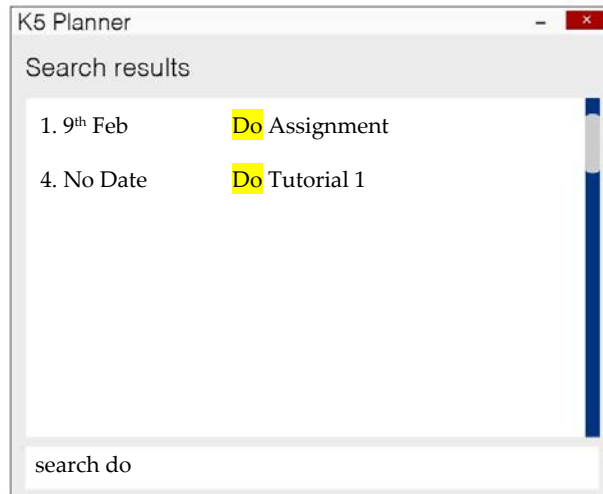 K5 Planner
Search results
1. 9th Feb Do Assignment
4. No Date Do Tutorial 1
search do